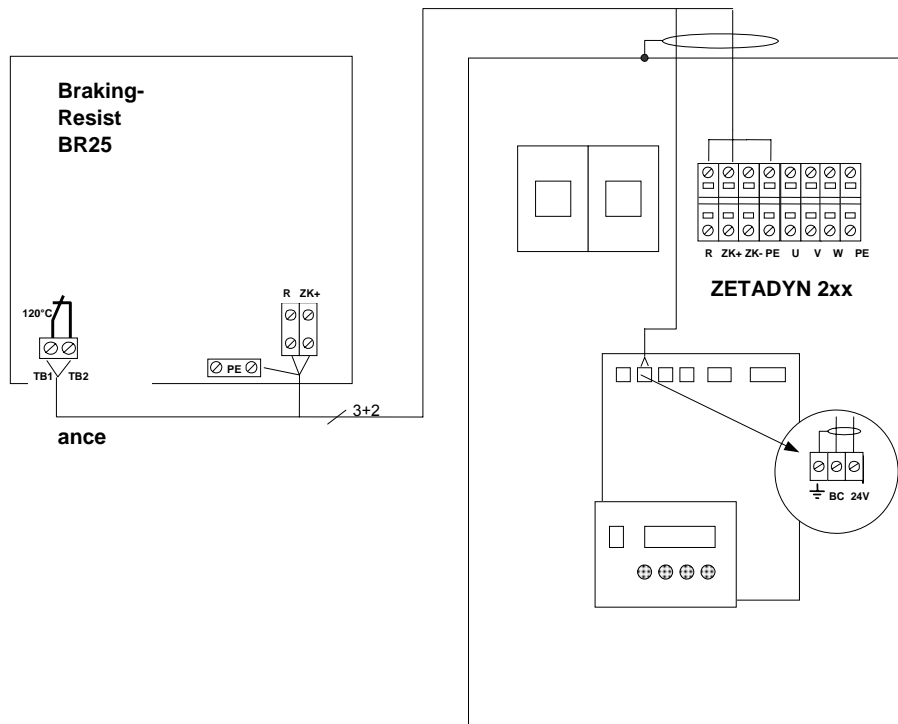 Braking-
Resist
BR25
R ZK+ ZK- PE U V W PE
ZETADYN 2xx
R ZK+
120°C
PE
TB1 TB2
3+2
ance
BC 24V